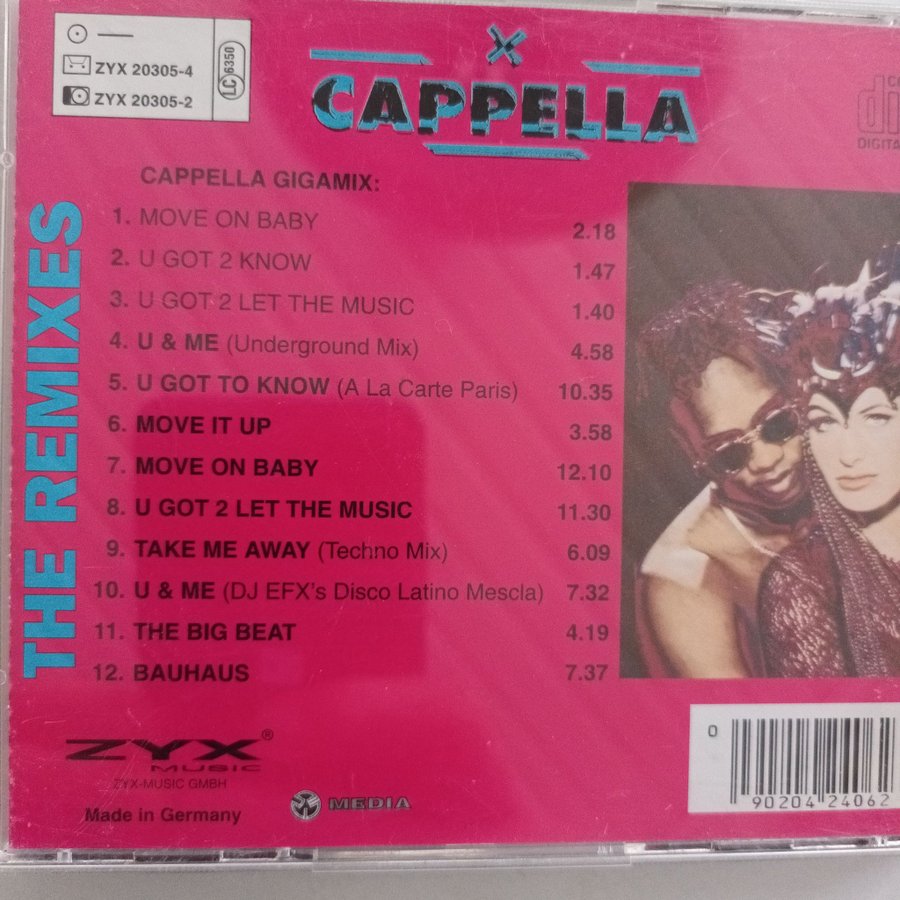 ZYX 20305-4
ZYX 20305-2
LC 6350
CAPPELLA
DIGITA
THE REMIXES
CAPPELLA GIGAMIX:
1. MOVE ON BABY 2.18
2. U GOT 2 KNOW 1.47
3. U GOT 2 LET THE MUSIC 1.40
4. U & ME (Underground Mix) 4.58
5. U GOT TO KNOW (A La Carte Paris) 10.35
6. MOVE IT UP 3.58
7. MOVE ON BABY 12.10
8. U GOT 2 LET THE MUSIC 11.30
9. TAKE ME AWAY (Techno Mix) 6.09
10. U & ME (DJ EFX's Disco Latino Mescla) 7.32
11. THE BIG BEAT 4.19
12. BAUHAUS 7.37
ZYX®
MUSIC
ZYX-MUSIC GMBH
Made in Germany
MEDIA
0 90204 24062